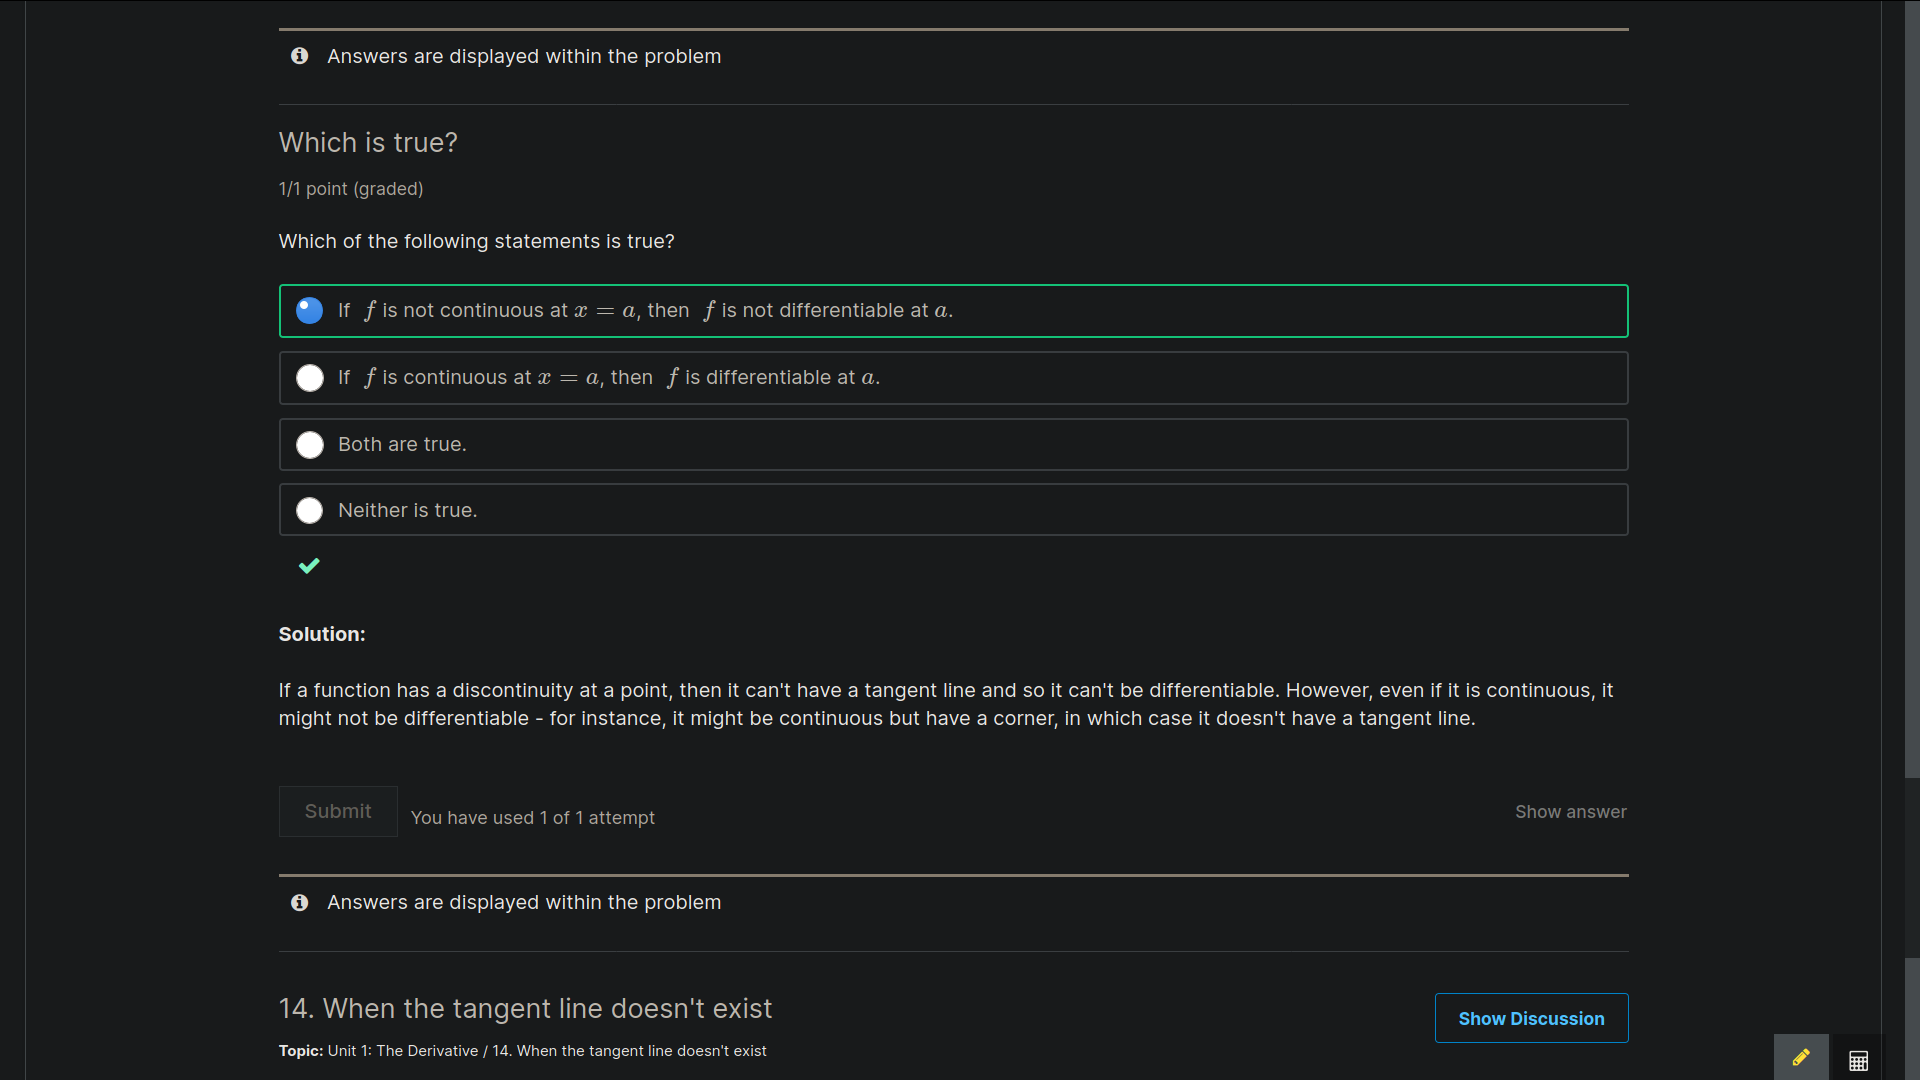 Answers are displayed within the problem
Which is true?
1/1 point (graded)
Which of the following statements is true?
If f is not continuous at x = a, then f is not differentiable at a.
If f is continuous at x = a, then f is differentiable at a.
Both are true.
Neither is true.
Solution:
If a function has a discontinuity at a point, then it can't have a tangent line and so it can't be differentiable. However, even if it is continuous, it
might not be differentiable - for instance, it might be continuous but have a corner, in which case it doesn't have a tangent line.
Submit
You have used 1 of 1 attempt
Show answer
Answers are displayed within the problem
14. When the tangent line doesn't exist
Show Discussion
Topic: Unit 1: The Derivative / 14. When the tangent line doesn't exist